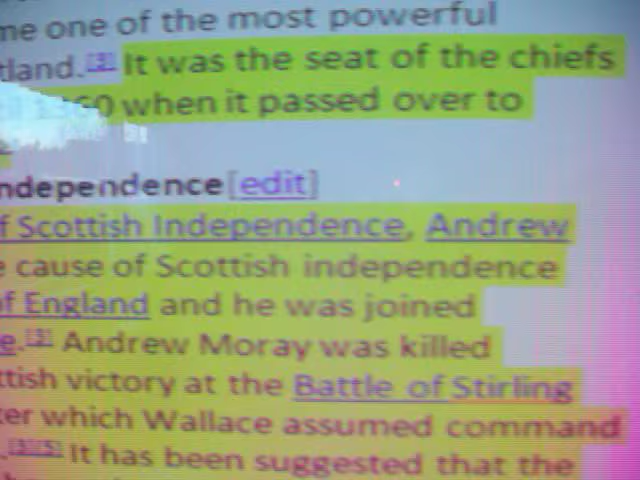 me one of the most powerful
tland.[3] It was the seat of the chiefs
when it passed over to
ndependence[edit]
f Scottish Independence, Andrew
e cause of Scottish independence
of England and he was joined
e.[3] Andrew Moray was killed
ttish victory at the Battle of Stirling
ter which Wallace assumed command
.[3][5] It has been suggested that the